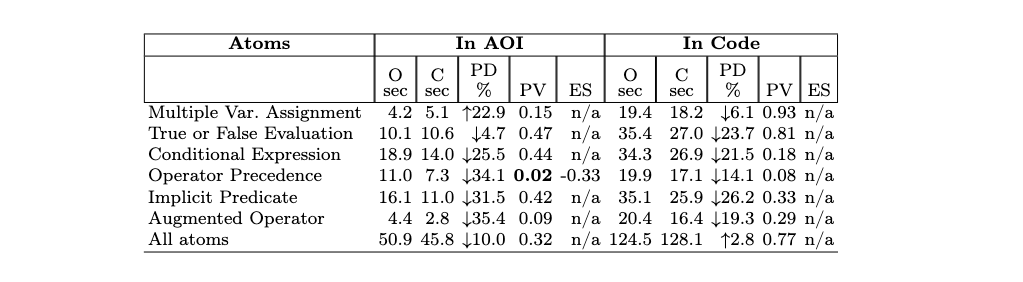 Atoms In AOI In Code
O sec C sec PD % PV ES O sec C sec PD % PV ES
Multiple Var. Assignment 4.2 5.1 ↑22.9 0.15 n/a 19.4 18.2 ↓6.1 0.93 n/a
True or False Evaluation 10.1 10.6 ↓4.7 0.47 n/a 35.4 27.0 ↓23.7 0.81 n/a
Conditional Expression 18.9 14.0 ↓25.5 0.44 n/a 34.3 26.9 ↓21.5 0.18 n/a
Operator Precedence 11.0 7.3 ↓34.1 0.02 -0.33 19.9 17.1 ↓14.1 0.08 n/a
Implicit Predicate 16.1 11.0 ↓31.5 0.42 n/a 35.1 25.9 ↓26.2 0.33 n/a
Augmented Operator 4.4 2.8 ↓35.4 0.09 n/a 20.4 16.4 ↓19.3 0.29 n/a
All atoms 50.9 45.8 ↓10.0 0.32 n/a 124.5 128.1 ↑2.8 0.77 n/a